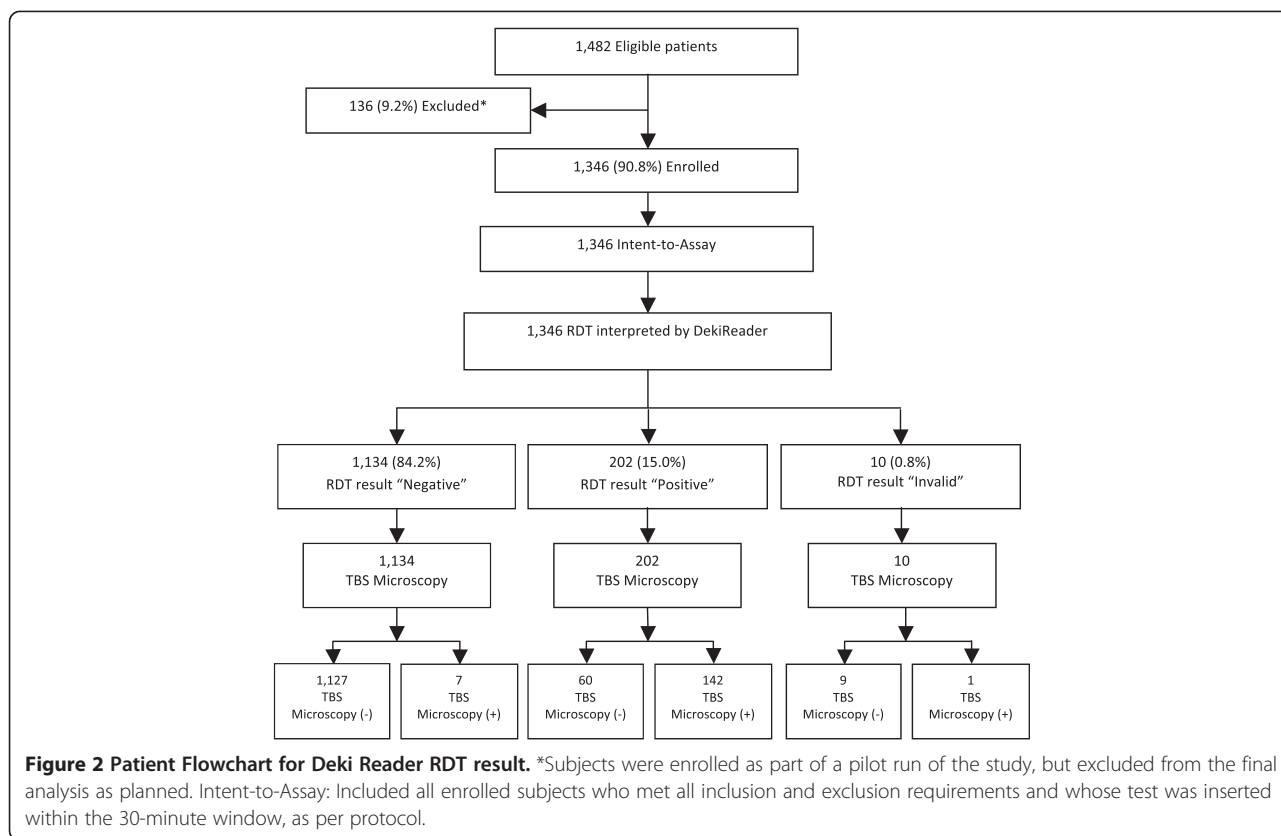 1,482 Eligible patients
136 (9.2%) Excluded*
1,346 (90.8%) Enrolled
1,346 Intent-to-Assay
1,346 RDT interpreted by DekiReader
1,134 (84.2%)
RDT result “Negative”
202 (15.0%)
RDT result “Positive”
10 (0.8%)
RDT result “Invalid”
1,134
TBS Microscopy
202
TBS Microscopy
10
TBS Microscopy
1,127
TBS
Microscopy (-)
7
TBS
Microscopy (+)
60
TBS
Microscopy (-)
142
TBS
Microscopy (+)
9
TBS
Microscopy (-)
1
TBS
Microscopy (+)
Figure 2 Patient Flowchart for Deki Reader RDT result. *Subjects were enrolled as part of a pilot run of the study, but excluded from the final
analysis as planned. Intent-to-Assay: Included all enrolled subjects who met all inclusion and exclusion requirements and whose test was inserted
within the 30-minute window, as per protocol.